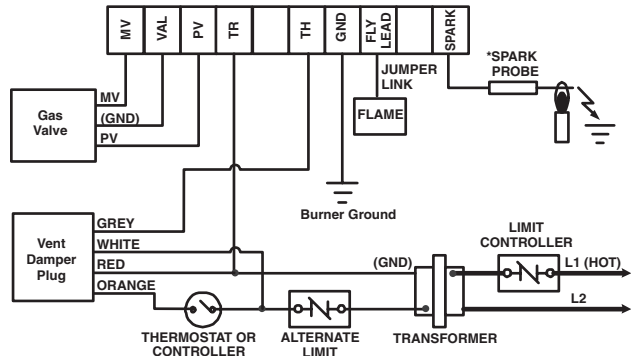 MV
VAL
PV
TR
TH
GND
FLY
LEAD
SPARK
JUMPER
LINK
*SPARK
PROBE
FLAME
Gas
Valve
MV
(GND)
PV
Burner Ground
Vent
Damper
Plug
GREY
WHITE
RED
ORANGE
(GND)
LIMIT
CONTROLLER
L1 (HOT)
L2
THERMOSTAT OR
CONTROLLER
ALTERNATE
LIMIT
TRANSFORMER